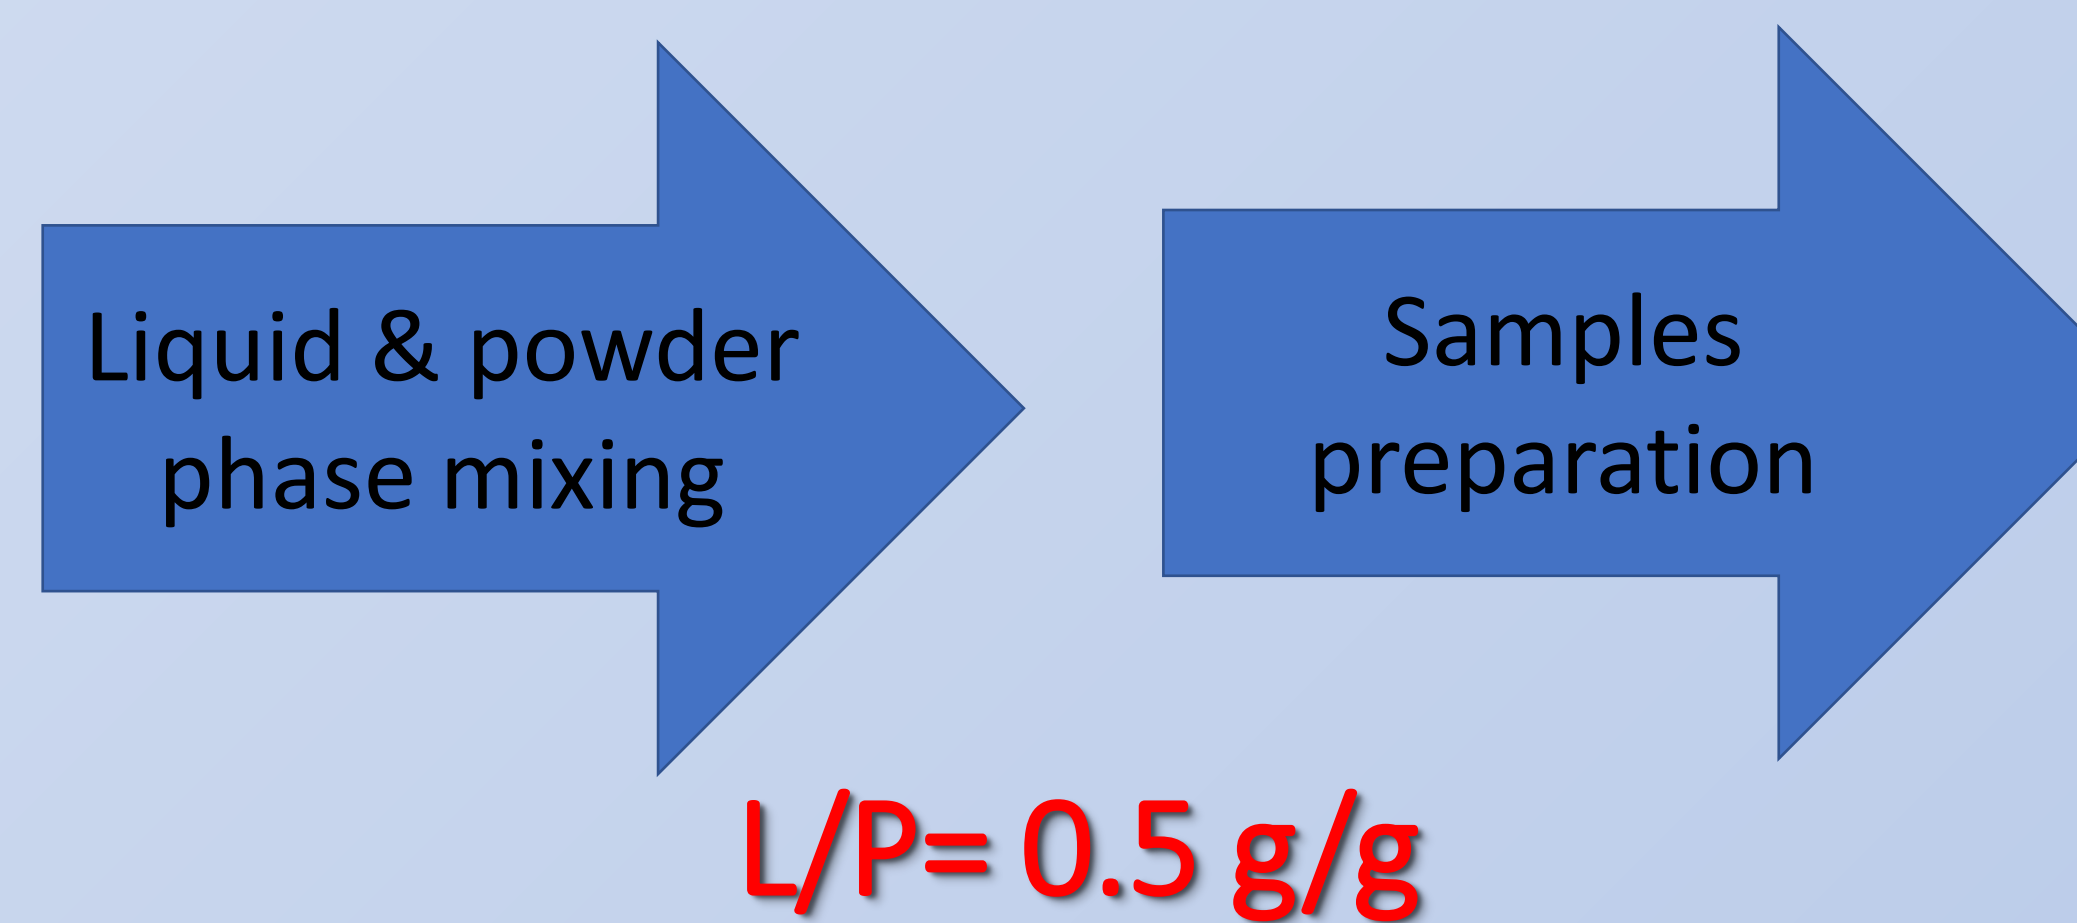 Liquid & powder
phase mixing
Samples
preparation
L/P= 0.5 g/g